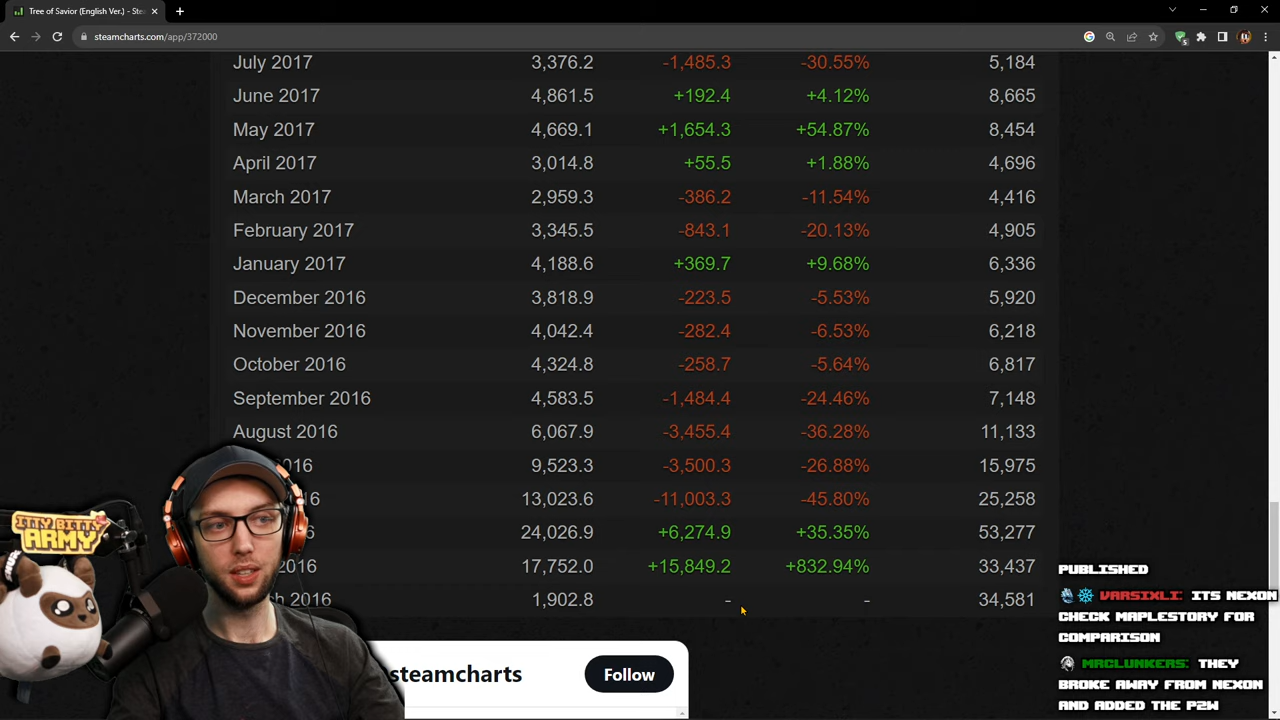 Tree of Savior (English Ver.) - Ste
steamcharts.com/app/372000
July 2017 3,376.2 -1,485.3 -30.55% 5,184
June 2017 4,861.5 +192.4 +4.12% 8,665
May 2017 4,669.1 +1,654.3 +54.87% 8,454
April 2017 3,014.8 +55.5 +1.88% 4,696
March 2017 2,959.3 -386.2 -11.54% 4,416
February 2017 3,345.5 -843.1 -20.13% 4,905
January 2017 4,188.6 +369.7 +9.68% 6,336
December 2016 3,818.9 -223.5 -5.53% 5,920
November 2016 4,042.4 -282.4 -6.53% 6,218
October 2016 4,324.8 -258.7 -5.64% 6,817
September 2016 4,583.5 -1,484.4 -24.46% 7,148
August 2016 6,067.9 -3,455.4 -36.28% 11,133
2016 9,523.3 -3,500.3 -26.88% 15,975
13,023.6 -11,003.3 -45.80% 25,258
24,026.9 +6,274.9 +35.35% 53,277
2016 17,752.0 +15,849.2 +832.94% 33,437
2016 1,902.8 - - 34,581
steamcharts
Follow
ITTY BITTY
ARMY
PUBLISHED
VARSIXLI: ITS NEXON
CHECK MAPLESTORY FOR
COMPARISON
MRCLUNKERS: THEY
BROKE AWAY FROM NEXON
AND ADDED THE P2W